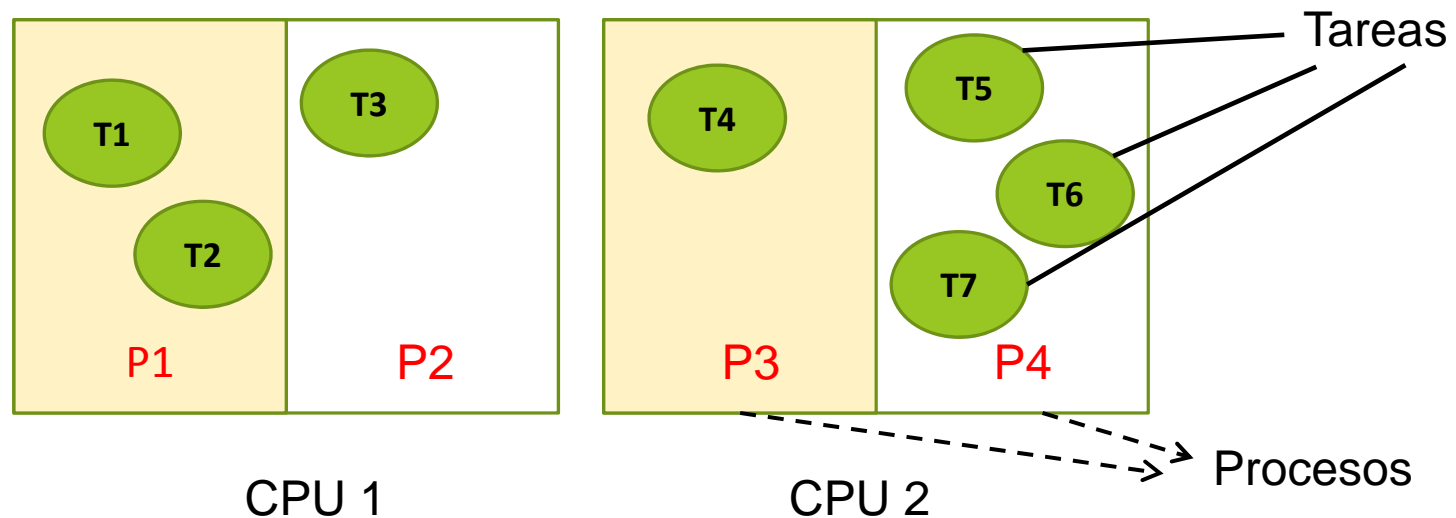 Tareas
T5
T3
T4
T1
T6
T2
T7
P1
P2
P3
P4
Procesos
CPU 1
CPU 2